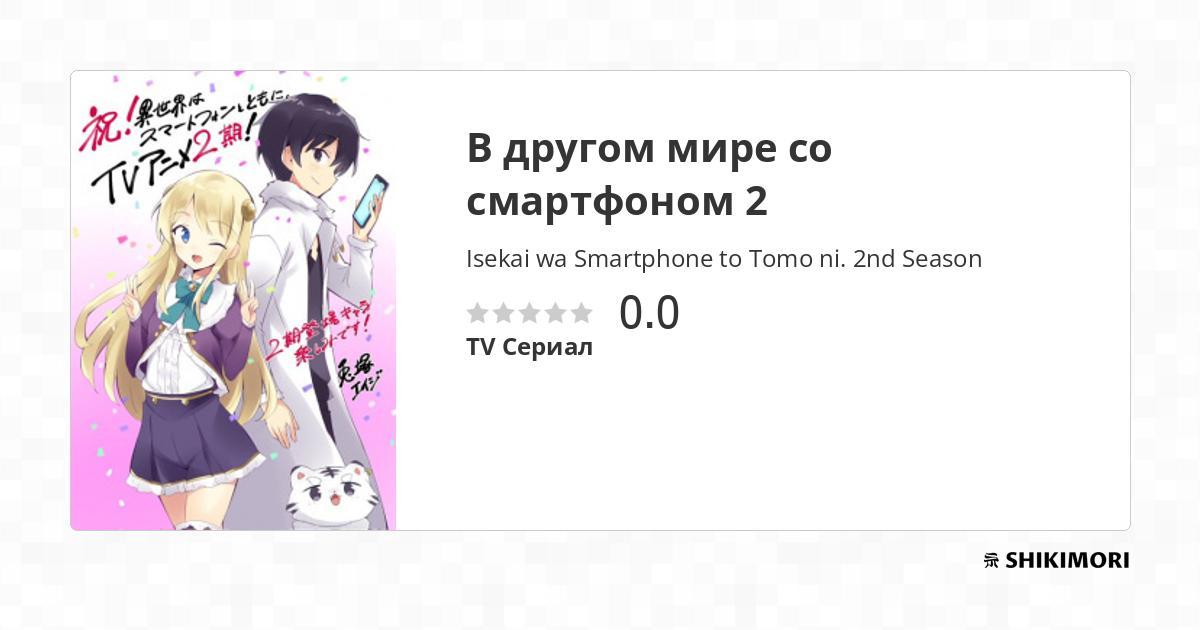 祝!異世界は
スマートフォンとともに。
TVアニメ2期!
2期登場キャラ
兎塚
エイジ
В другом мире со
смартфоном 2
Isekai wa Smartphone to Tomo ni. 2nd Season
0.0
TV Сериал
SHIKIMORI